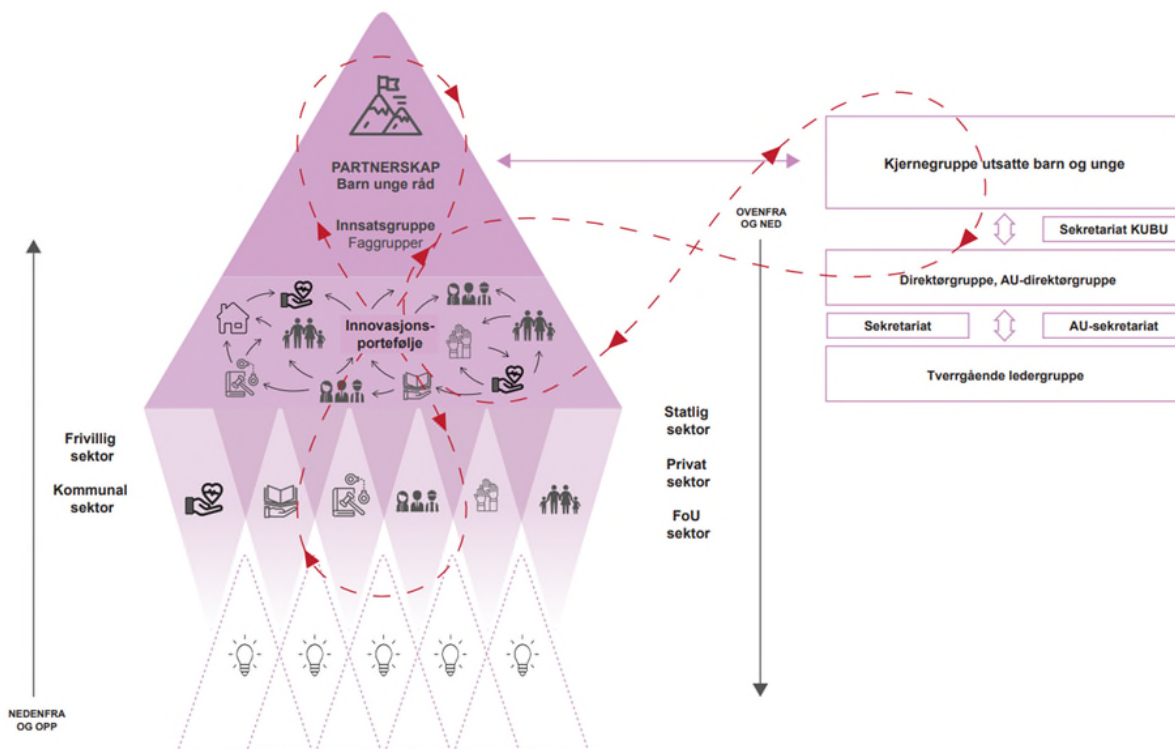 PARTNERSKAP
Barn unge råd
Innsatsgruppe
Faggrupper
Innovasjons-
portefølje
Frivillig
sektor
Kommunal
sektor
NEDENFRA
OG OPP
OVENFRA
OG NED
Statlig
sektor
Privat
sektor
FoU
sektor
Kjernegruppe utsatte barn og unge
Sekretariat KUBU
Direktørgruppe, AU-direktørgruppe
Sekretariat
AU-sekretariat
Tverrgående ledergruppe